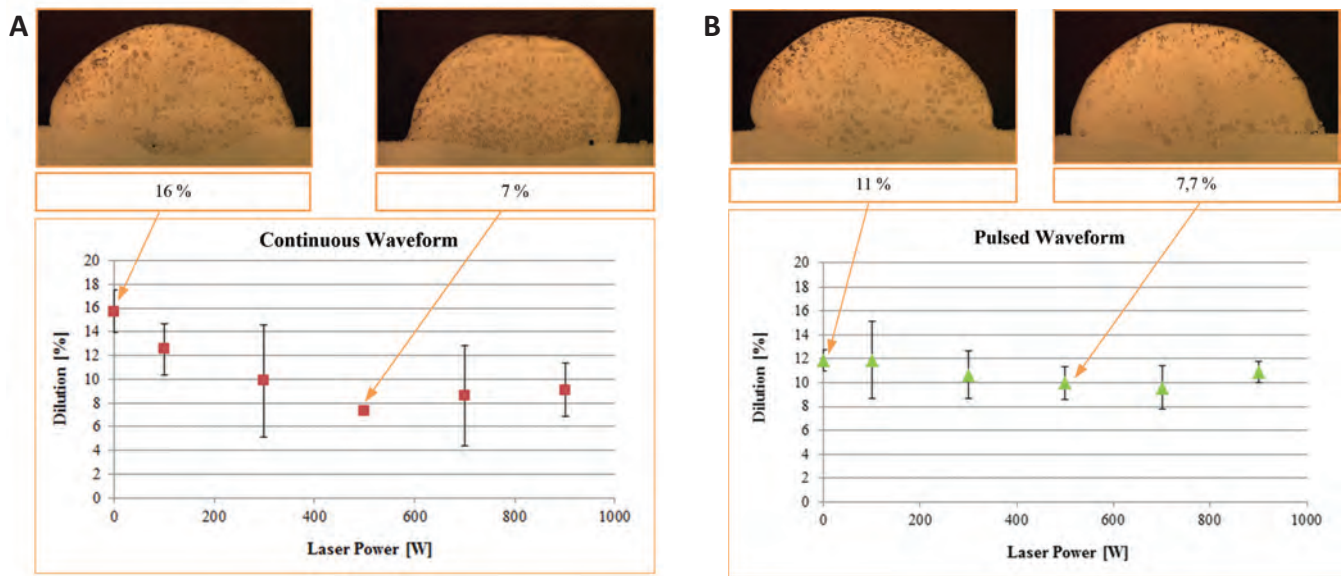 A
16 %
7 %
Continuous Waveform
Dilution [%]
20
18
16
14
12
10
8
6
4
2
0
0 200 400 600 800 1000
Laser Power [W]
B
11 %
7,7 %
Pulsed Waveform
Dilution [%]
20
18
16
14
12
10
8
6
4
2
0
0 200 400 600 800 1000
Laser Power [W]